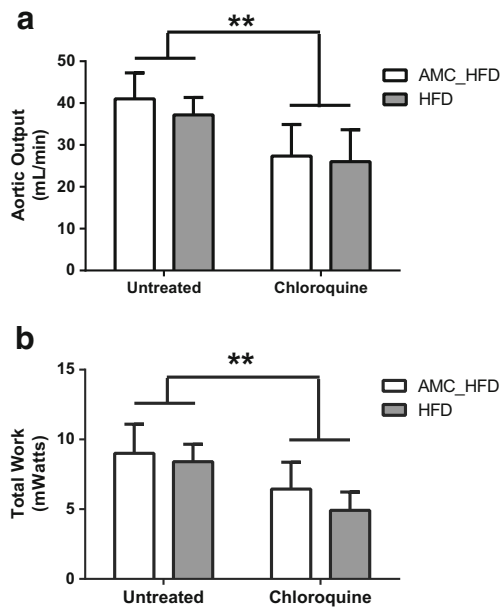 a
**
50
40
30
20
10
0
Aortic Output
(mL/min)
Untreated
Chloroquine
AMC_HFD
HFD
b
**
15
10
5
0
Total Work
(mWatts)
Untreated
Chloroquine
AMC_HFD
HFD